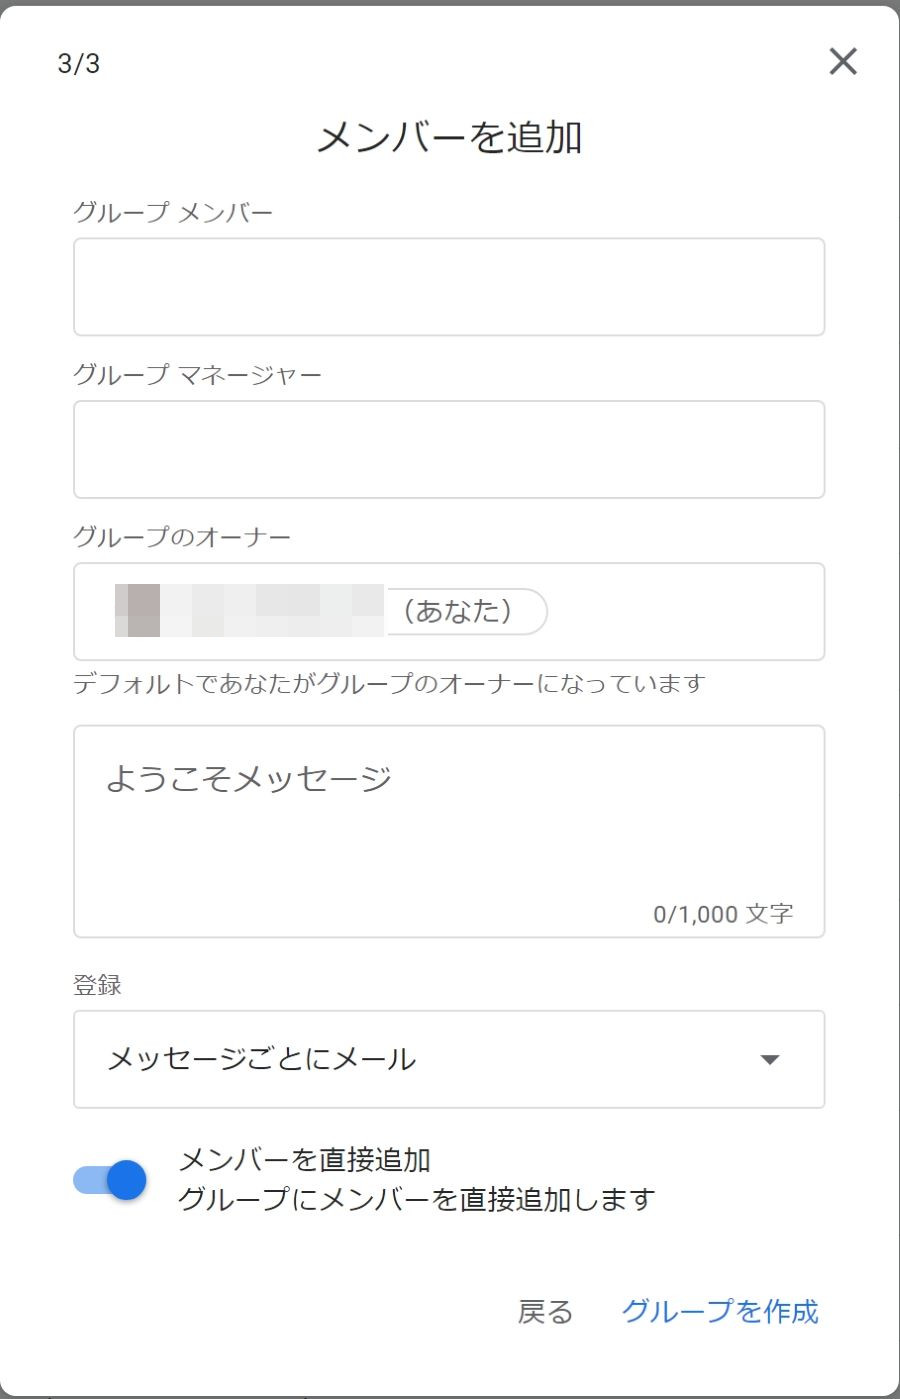 3/3
メンバーを追加
グループ メンバー
グループ マネージャー
グループのオーナー
（あなた）
デフォルトであなたがグループのオーナーになっています
ようこそメッセージ
0/1,000 文字
登録
メッセージごとにメール
メンバーを直接追加
グループにメンバーを直接追加します
戻る グループを作成